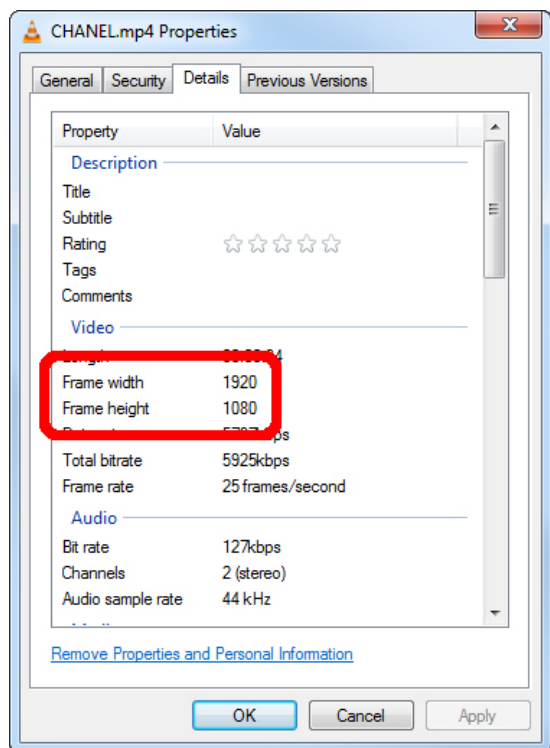 CHANEL.mp4 Properties
General Security Details Previous Versions
Property Value
Description
Title
Subtitle
Rating
Tags
Comments
Video
Frame width 1920
Frame height 1080
Total bitrate 5925kbps
Frame rate 25 frames/second
Audio
Bit rate 127kbps
Channels 2 (stereo)
Audio sample rate 44 kHz
Remove Properties and Personal Information
OK Cancel Apply